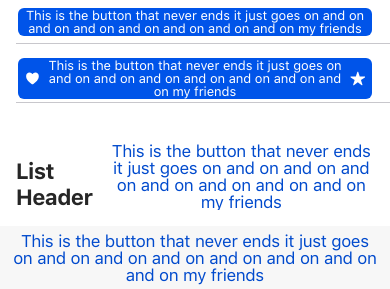 This is the button that never ends it just goes on and on
and on and on and on and on and on and on my friends
This is the button that never ends it just goes on
and on and on and on and on and on and on and
on my friends
List
Header
This is the button that never ends
it just goes on and on and on and
on and on and on and on and on
my friends
This is the button that never ends it just goes
on and on and on and on and on and on and on
and on my friends